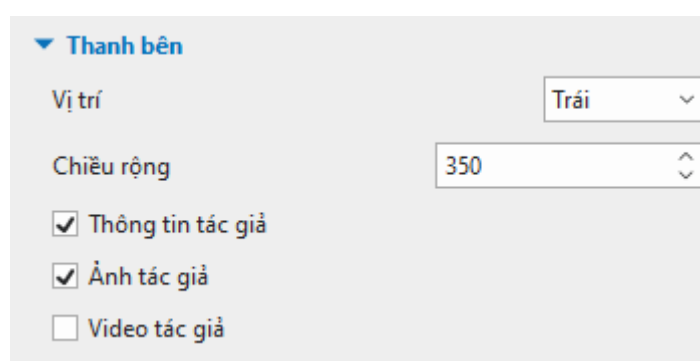 Thanh bên
Vị trí Trái
Chiều rộng 350
Thông tin tác giả
Ảnh tác giả
Video tác giả